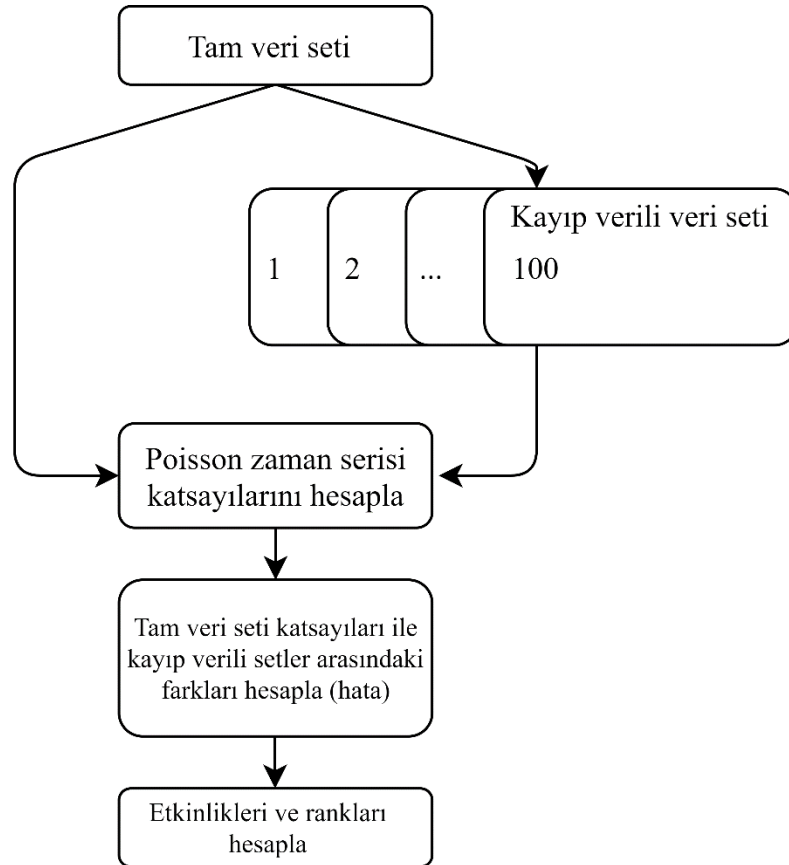 Tam veri seti
Kayıp verili veri seti
1
2
...
100
Poisson zaman serisi
katsayılarını hesapla
Tam veri seti katsayıları ile
kayıp verili setler arasındaki
farkları hesapla (hata)
Etkinlikleri ve rankları
hesapla